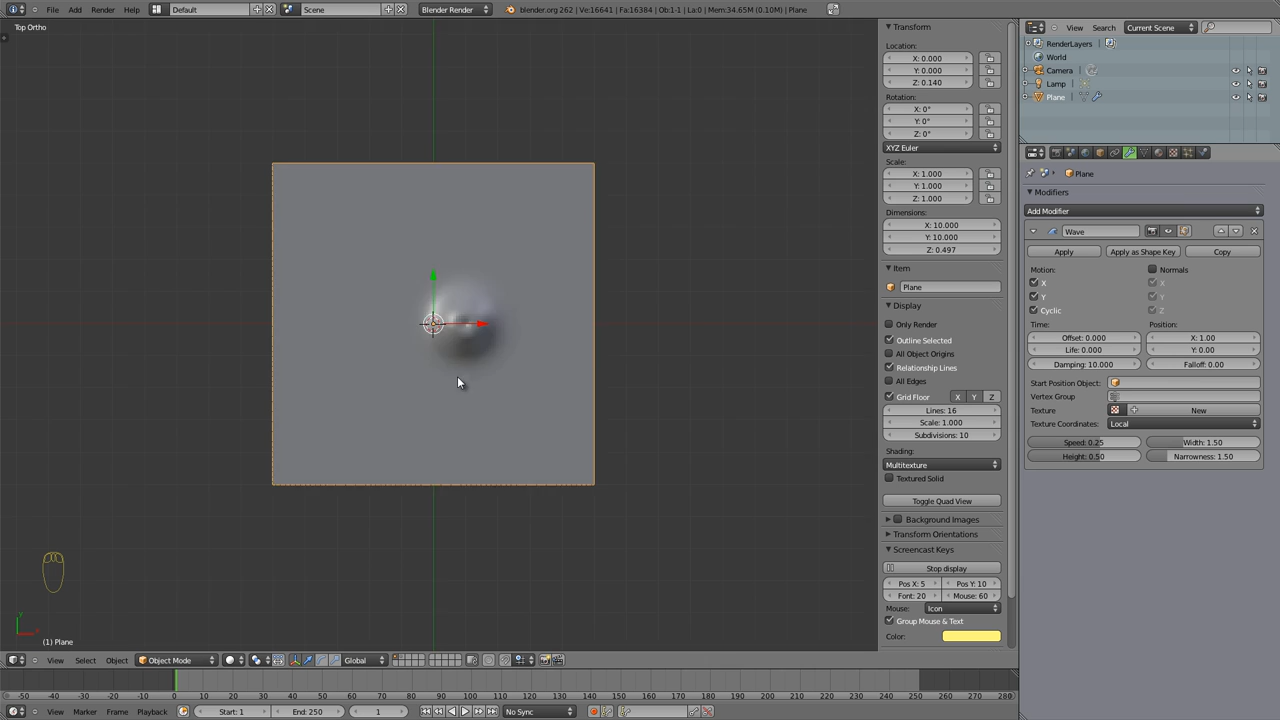 File Add Render Help Default Scene Blender Render blender.org 262 | Ve:16641 | Fa:16384 | Ob:1-1 | La:0 | Mem:34.65M (0.10M) | Plane
Top Ortho
(1) Plane
View Select Object Object Mode Global
Transform
Location:
X: 0.000
Y: 0.000
Z: 0.140
Rotation:
X: 0°
Y: 0°
Z: 0°
XYZ Euler
Scale:
X: 1.000
Y: 1.000
Z: 1.000
Dimensions:
X: 10.000
Y: 10.000
Z: 0.497
Item
Plane
Display
Only Render
Outline Selected
All Object Origins
Relationship Lines
All Edges
Grid Floor X Y Z
Lines: 16
Scale: 1.000
Subdivisions: 10
Shading:
Multitexture
Textured Solid
Toggle Quad View
Background Images
Transform Orientations
Screencast Keys
Stop display
Pos X: 5 Pos Y: 10
Font: 20 Mouse: 60
Mouse: Icon
Group Mouse & Text
Color:
View Search Current Scene
RenderLayers
World
Camera
Lamp
Plane
Plane
Modifiers
Add Modifier
Wave
Apply Apply as Shape Key Copy
Motion: Normals
X X
Y Y
Cyclic Z
Time: Position:
Offset: 0.000 X: 1.00
Life: 0.000 Y: 0.00
Damping: 10.000 Falloff: 0.00
Start Position Object:
Vertex Group
Texture New
Texture Coordinates: Local
Speed: 0.25 Width: 1.50
Height: 0.50 Narrowness: 1.50
-50 -40 -30 -20 -10 0 10 20 30 40 50 60 70 80 90 100 110 120 130 140 150 160 170 180 190 200 210 220 230 240 250 260 270 280
View Marker Frame Playback Start: 1 End: 250 1 No Sync